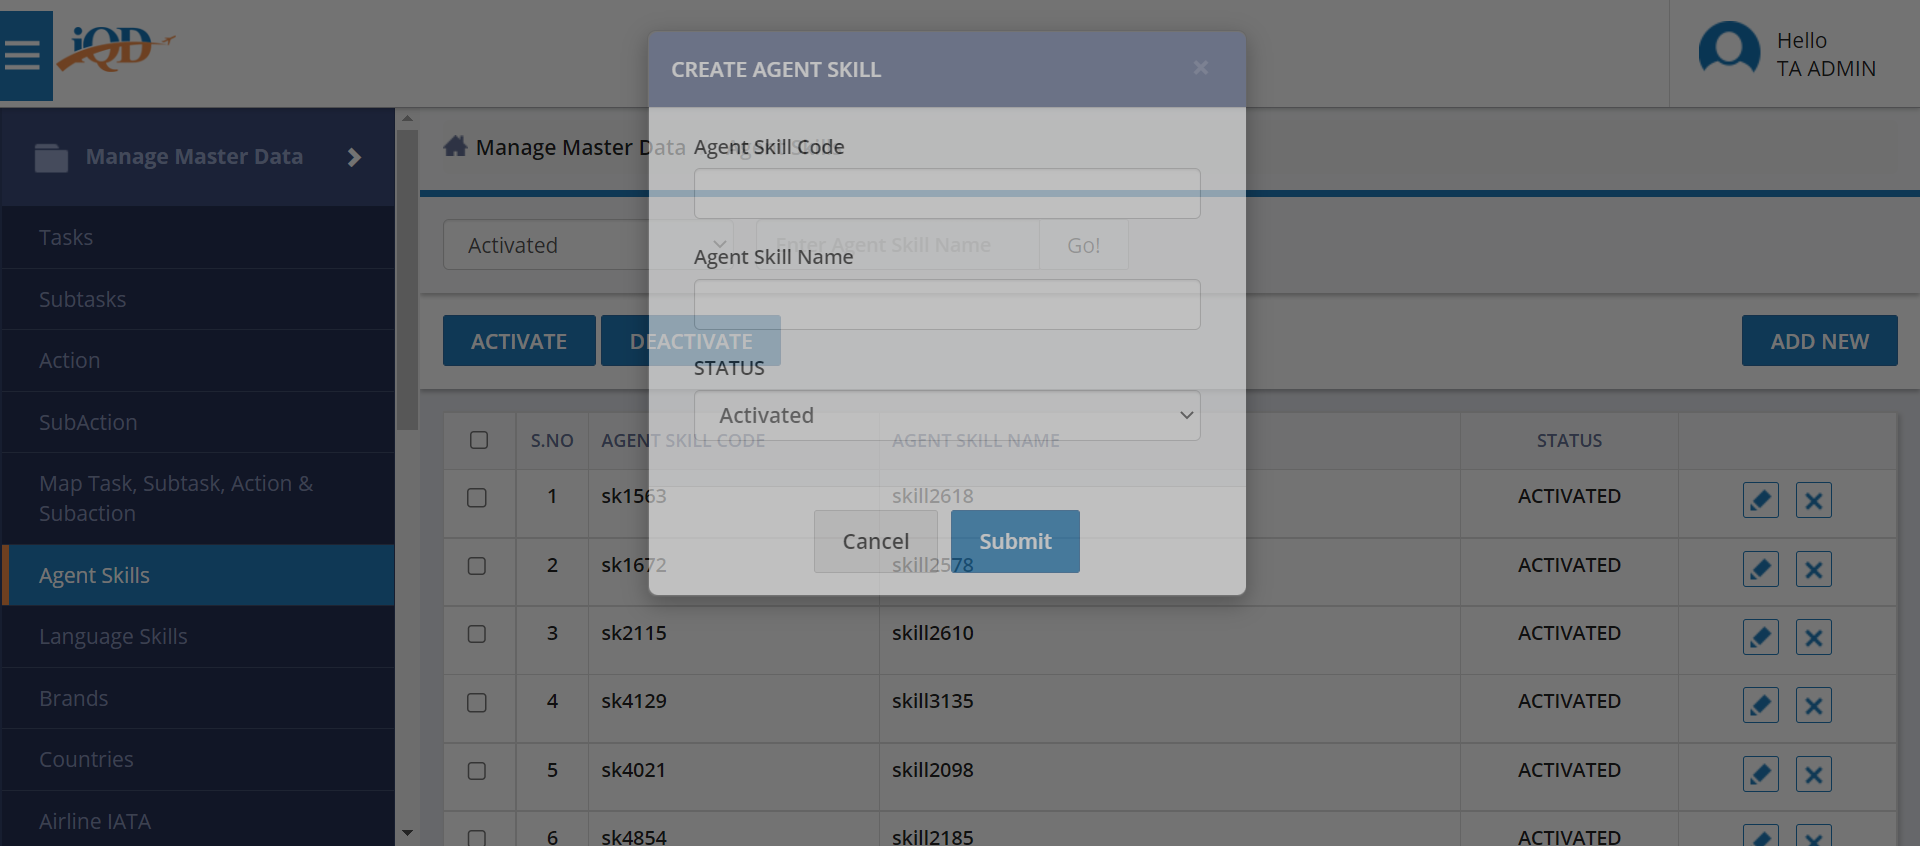 iQD
Hello
TA ADMIN
CREATE AGENT SKILL
×
Manage Master Data
Tasks
Subtasks
Action
SubAction
Map Task, Subtask, Action &
Subaction
Agent Skills
Language Skills
Brands
Countries
Airline IATA
Manage Master Data Agent Skills
Agent Skill Code
Activated Enter Agent Skill Name Go!
Agent Skill Name
ACTIVATE DEACTIVATE ADD NEW
STATUS
Activated
S.NO AGENT SKILL CODE AGENT SKILL NAME STATUS
1 sk1563 skill2618 ACTIVATED
Cancel Submit
2 sk1672 skill2578 ACTIVATED
3 sk2115 skill2610 ACTIVATED
4 sk4129 skill3135 ACTIVATED
5 sk4021 skill2098 ACTIVATED
6 sk4854 skill2185 ACTIVATED